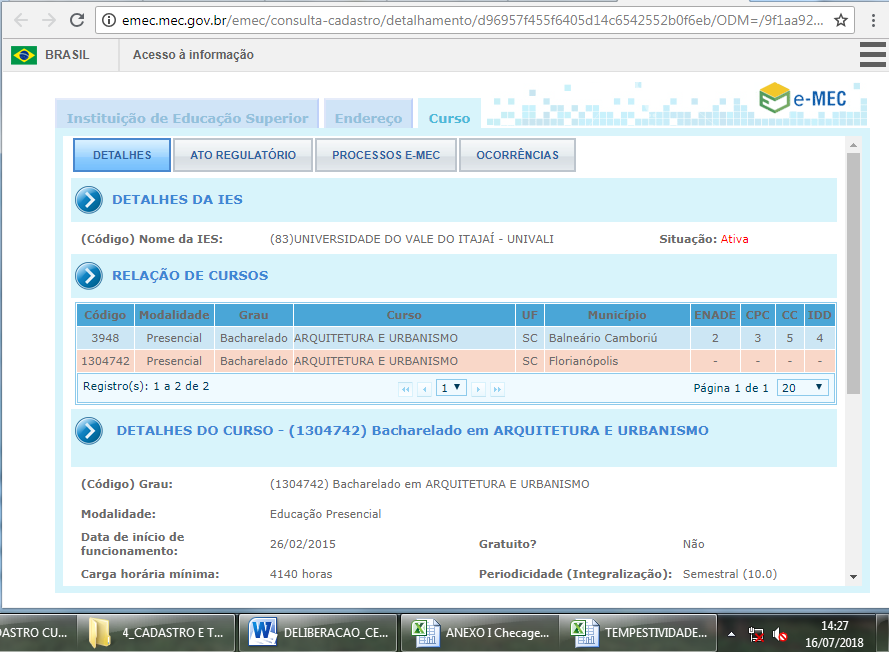 emec.mec.gov.br/emec/consulta-cadastro/detalhamento/d96957f455f6405d14c6542552b0f6eb/ODM=/9f1aa92...
BRASIL Acesso à informação
e-MEC
Instituição de Educação Superior Endereço Curso
DETALHES ATO REGULATÓRIO PROCESSOS E-MEC OCORRÊNCIAS
DETALHES DA IES
(Código) Nome da IES: (83)UNIVERSIDADE DO VALE DO ITAJAÍ - UNIVALI Situação: Ativa
RELAÇÃO DE CURSOS
Código Modalidade Grau Curso UF Município ENADE CPC CC IDD
3948 Presencial Bacharelado ARQUITETURA E URBANISMO SC Balneário Camboriú 2 3 5 4
1304742 Presencial Bacharelado ARQUITETURA E URBANISMO SC Florianópolis - - - -
Registro(s): 1 a 2 de 2 1 Página 1 de 1 20
DETALHES DO CURSO - (1304742) Bacharelado em ARQUITETURA E URBANISMO
(Código) Grau: (1304742) Bacharelado em ARQUITETURA E URBANISMO
Modalidade: Educação Presencial
Data de início de
funcionamento: 26/02/2015 Gratuito? Não
Carga horária mínima: 4140 horas Periodicidade (Integralização): Semestral (10.0)
DASTRO CU... 4_CADASTRO E T... DELIBERACAO_CE... ANEXO I Checage... TEMPESTIVIDADE... 14:27
16/07/2018